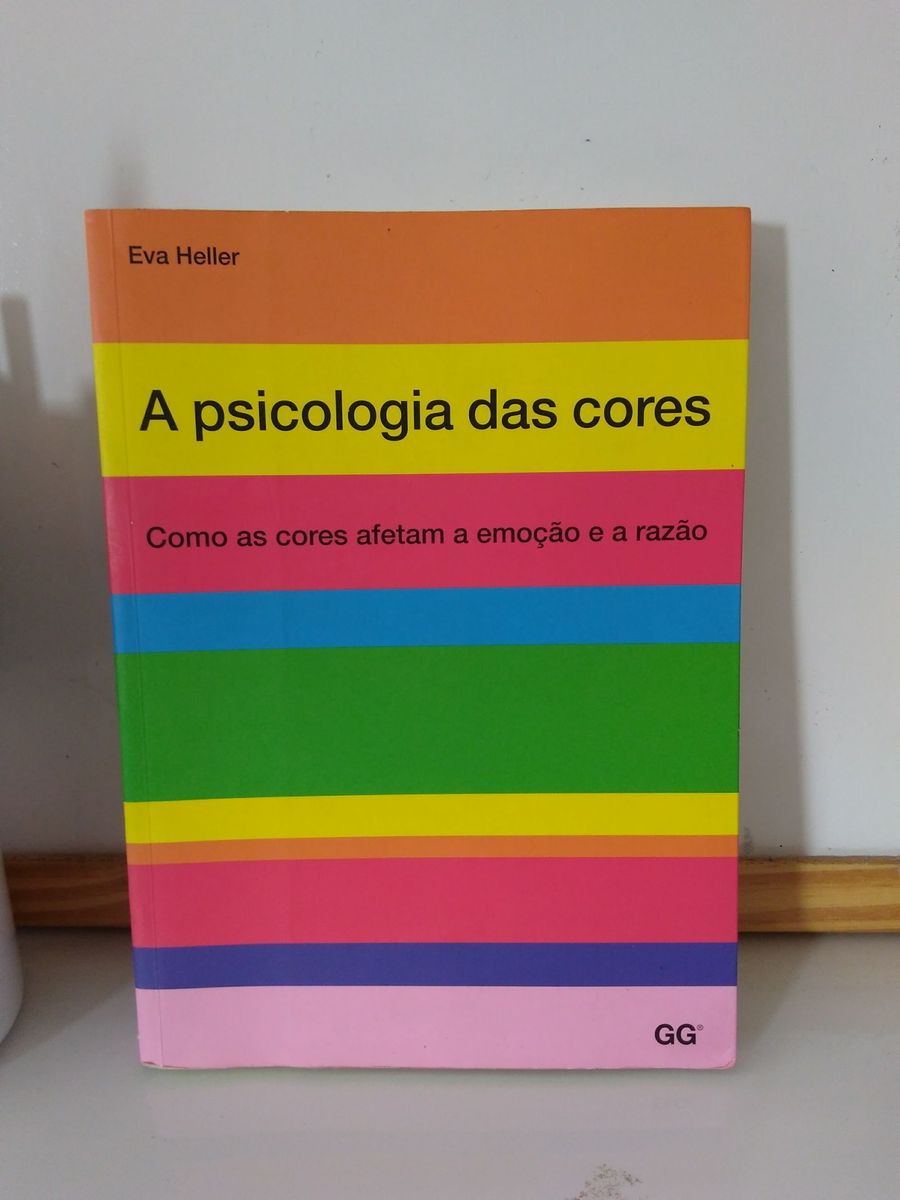 Eva Heller
A psicologia das cores
Como as cores afetam a emoção e a razão
GG®